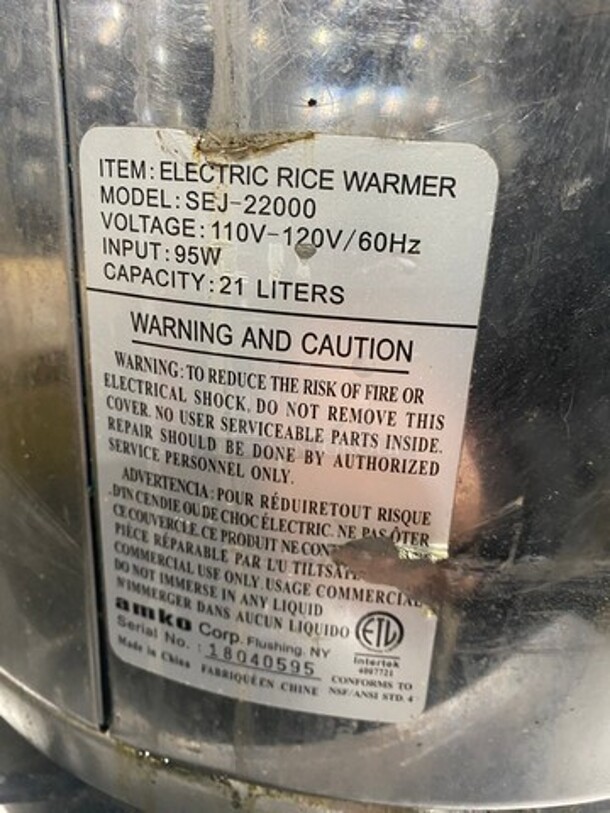 ITEM: ELECTRIC RICE WARMER
MODEL: SEJ-22000
VOLTAGE: 110V-120V/60Hz
INPUT: 95W
CAPACITY: 21 LITERS
WARNING AND CAUTION
WARNING: TO REDUCE THE RISK OF FIRE OR
ELECTRICAL SHOCK, DO NOT REMOVE THIS
COVER. NO USER SERVICEABLE PARTS INSIDE.
REPAIR SHOULD BE DONE BY AUTHORIZED
SERVICE PERSONNEL ONLY.
ADVERTENCIA: POUR RÉDUIRETOUT RISQUE
D'IN CENDIE OU DE CHOC ÉLECTRIC. NE PAS ÔTER
CE COUVERCLE. CE PRODUIT NE
PIÈCE RÉPARABLE PAR L'U
COMMERCIAL USE ONLY. USAGE COMMERCIAL
DO NOT IMMERSE IN ANY LIQUID
N'IMMERGER DANS AUCUN LIQUIDO
amko Corp. Flushing, NY
Serial No.: 18040595
Made in China FABRIQUÉ EN CHINE
ETL
Intertek
4007721
CONFORMS TO
NSF/ANSI STD. 4